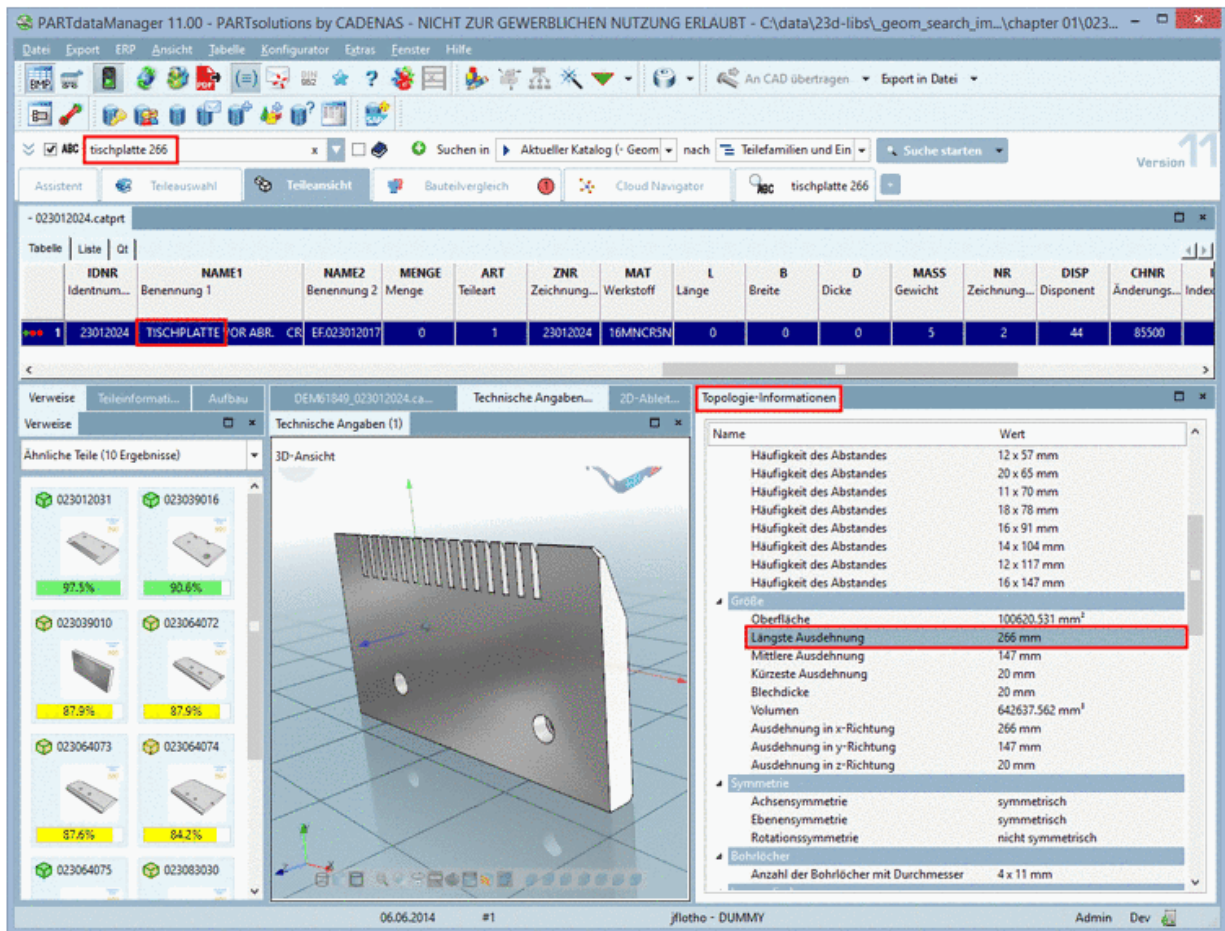 PARTdataManager 11.00 - PARTsolutions by CADENAS - NICHT ZUR GEWERBLICHEN NUTZUNG ERLAUBT - C:\data\23d-libs\_geom_search_im...\chapter 01\023...
Datei Export ERP Ansicht Tabelle Konfigurator Extras Fenster Hilfe
An CAD übertragen Export in Datei
ABC tischplatte 266 x Suchen in Aktueller Katalog (- Geom nach Teilefamilien und Ein Suche starten
Version 11
Assistent Teileauswahl Teileansicht Bauteilvergleich Cloud Navigator tischplatte 266
- 023012024.catprt
Tabelle Liste Qt
IDNR NAME1 NAME2 MENGE ART ZNR MAT L B D MASS NR DISP CHNR
Identnum... Benennung 1 Benennung 2 Menge Teileart Zeichnung... Werkstoff Länge Breite Dicke Gewicht Zeichnung... Disponent Änderungs... Index
1 23012024 TISCHPLATTE VOR ABR. CR EF.023012017 0 1 23012024 16MNCR5N 0 0 0 5 2 44 85500
Verweise Teileinformati... Aufbau DEM61849_023012024.ca... Technische Angaben... 2D-Ableit... Topologie-Informationen
Verweise Technische Angaben (1)
Ähnliche Teile (10 Ergebnisse)
023012031 023039016
97.5% 90.6%
023039010 023064072
87.9% 87.9%
023064073 023064074
87.6% 84.2%
023064075 023083030
3D-Ansicht
Name Wert
Häufigkeit des Abstandes 12 x 57 mm
Häufigkeit des Abstandes 20 x 65 mm
Häufigkeit des Abstandes 11 x 70 mm
Häufigkeit des Abstandes 18 x 78 mm
Häufigkeit des Abstandes 16 x 91 mm
Häufigkeit des Abstandes 14 x 104 mm
Häufigkeit des Abstandes 12 x 117 mm
Häufigkeit des Abstandes 16 x 147 mm
Größe
Oberfläche 100620.531 mm²
Längste Ausdehnung 266 mm
Mittlere Ausdehnung 147 mm
Kürzeste Ausdehnung 20 mm
Blechdicke 20 mm
Volumen 642637.562 mm³
Ausdehnung in x-Richtung 266 mm
Ausdehnung in y-Richtung 147 mm
Ausdehnung in z-Richtung 20 mm
Symmetrie
Achsensymmetrie symmetrisch
Ebenensymmetrie symmetrisch
Rotationssymmetrie nicht symmetrisch
Bohrlöcher
Anzahl der Bohrlöcher mit Durchmesser 4 x 11 mm
06.06.2014 #1 jflotho - DUMMY Admin Dev